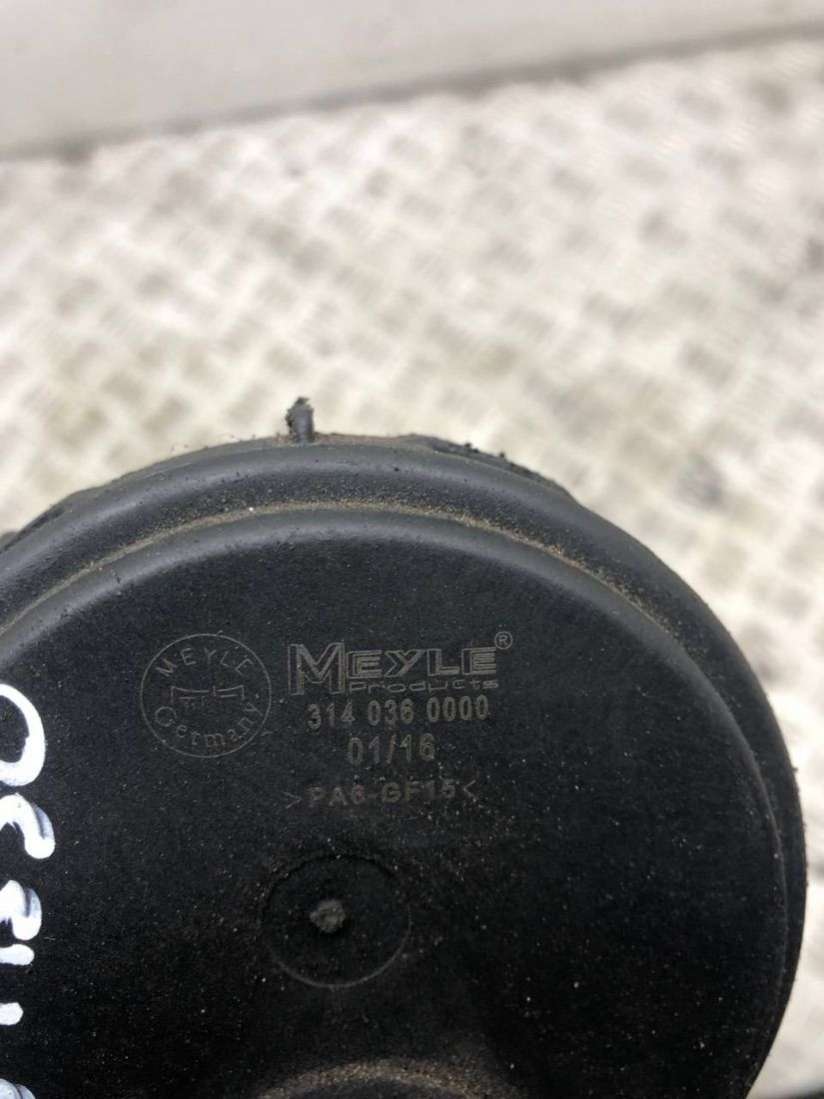 MEYLE
Germany
MEYLE®
Products
314 036 0000
01/16
>PA6-GF15<